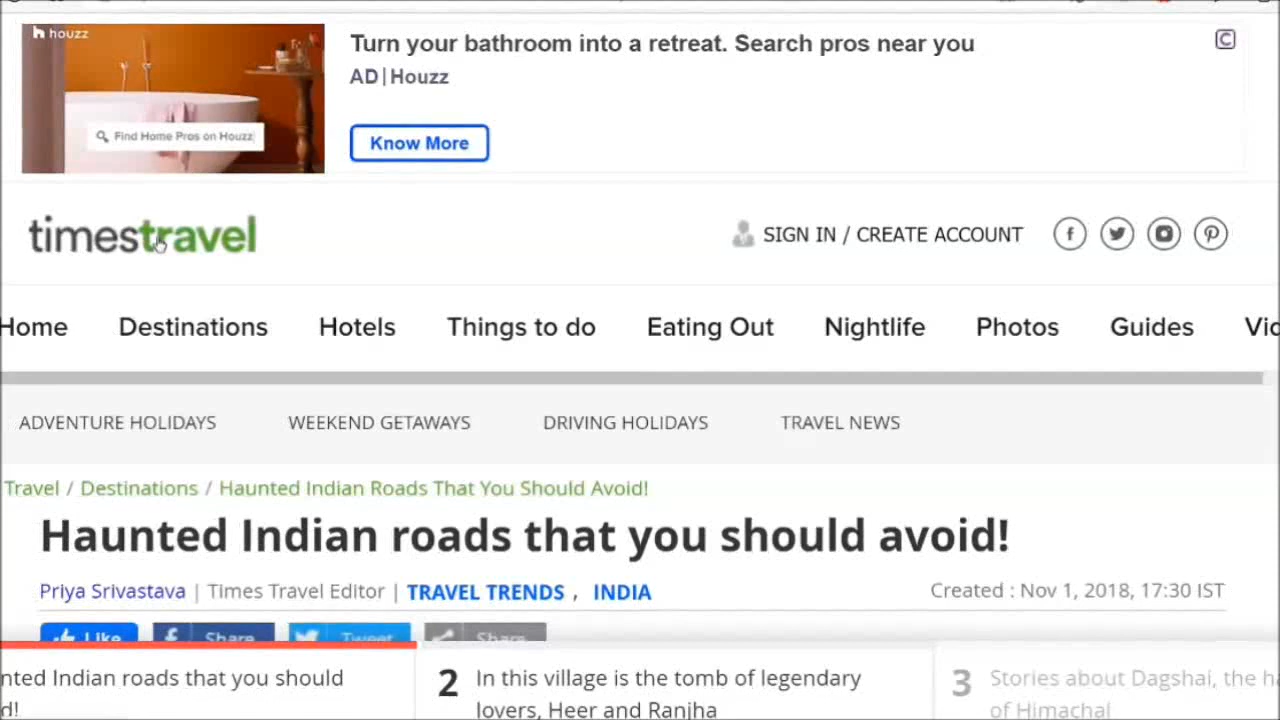 houzz
Find Home Pros on Houzz
Turn your bathroom into a retreat. Search pros near you
AD|Houzz
Know More
timestravel
SIGN IN / CREATE ACCOUNT
Home Destinations Hotels Things to do Eating Out Nightlife Photos Guides
ADVENTURE HOLIDAYS WEEKEND GETAWAYS DRIVING HOLIDAYS TRAVEL NEWS
Travel / Destinations / Haunted Indian Roads That You Should Avoid!
Haunted Indian roads that you should avoid!
Priya Srivastava | Times Travel Editor | TRAVEL TRENDS , INDIA Created : Nov 1, 2018, 17:30 IST
Like Share Tweet Share
nted Indian roads that you should
d!
2 In this village is the tomb of legendary
lovers, Heer and Ranjha
3 Stories about Dagshai, the ha
of Himachal